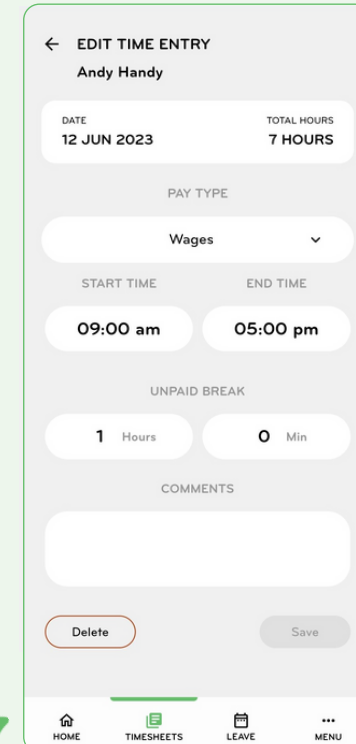 EDIT TIME ENTRY
Andy Handy
DATE TOTAL HOURS
12 JUN 2023 7 HOURS
PAY TYPE
Wages
START TIME END TIME
09:00 am 05:00 pm
UNPAID BREAK
1 Hours 0 Min
COMMENTS
Delete Save
HOME TIMESHEETS LEAVE MENU